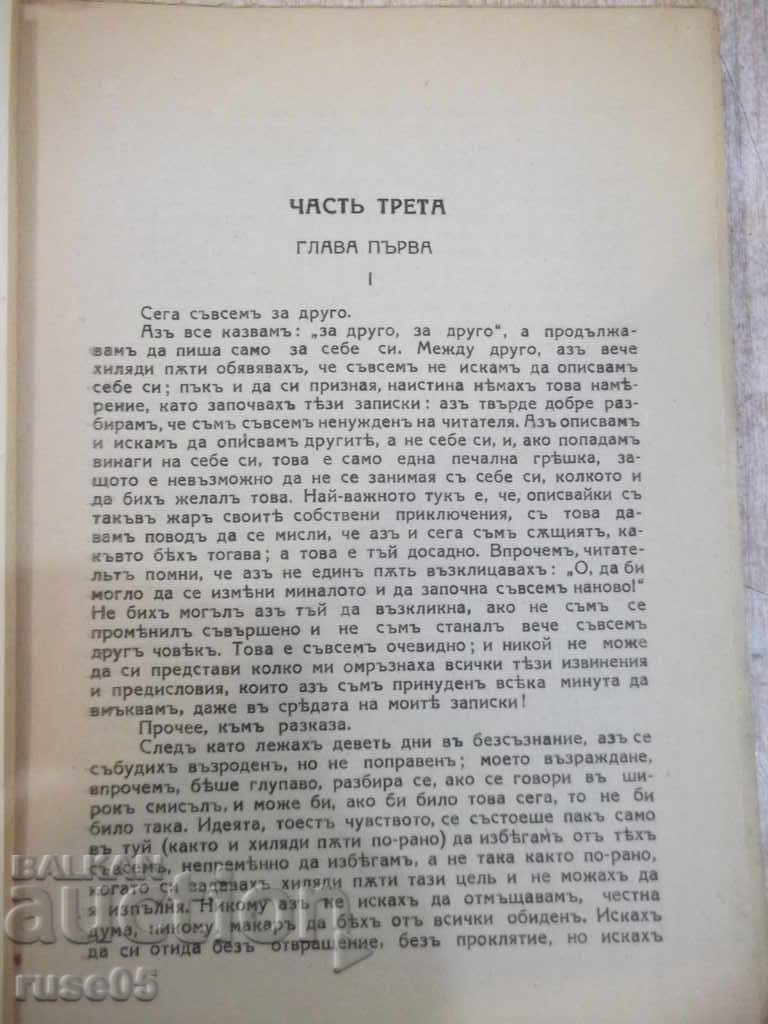 ЧАСТЬ ТРЕТА
ГЛАВА ПЪРВА
I
Сега съвсемъ за друго.
Азъ все казвамъ: „за друго, за друго“, а продължа-
вамъ да пиша само за себе си. Между друго, азъ вече
хиляди пѫти обявявахъ, че съвсемъ не искамъ да описвамъ
себе си; пъкъ и да си призная, наистина нѣмахъ това намѣ-
рение, като започвахъ тѣзи записки: азъ твърде добре раз-
бирамъ, че съмъ съвсемъ ненужденъ на читателя. Азъ описвамъ
и искамъ да описвамъ другитѣ, а не себе си, и, ако попадамъ
винаги на себе си, това е само една печална грѣшка, за-
щото е невъзможно да не се занимая съ себе си, колкото и
да бихъ желалъ това. Най-важното тукъ е, че, описвайки съ
такъвъ жаръ своитѣ собствени приключения, съ това да-
вамъ поводъ да се мисли, че азъ и сега съмъ сѫщиятъ, ка-
къвто бѣхъ тогава; а това е тъй досадно. Впрочемъ, читате-
льтъ помни, че азъ не единъ пѫть възклицавахъ: „О, да би
могло да се измѣни миналото и да започна съвсемъ наново!“
Не бихъ могълъ азъ тъй да възкликна, ако не съмъ се
промѣнилъ съвършено и не съмъ станалъ вече съвсемъ
другъ човѣкъ. Това е съвсемъ очевидно; и никой не може
да си представи колко ми омръзнаха всички тѣзи извинения
и предисловия, които азъ съмъ принуденъ всѣка минута да
вмъквамъ, даже въ срѣдата на моитѣ записки!
Прочее, къмъ разказа.
Следъ като лежахъ деветь дни въ безсъзнание, азъ се
събудихъ възроденъ, но не поправенъ; моето възраждане,
впрочемъ, бѣше глупаво, разбира се, ако се говори въ ши-
рокъ смисълъ, и може би, ако би било това сега, то не би
било така. Идеята, тоестъ чувството, се състоеше пакъ само
въ туй (както и хиляди пѫти по-рано) да избѣгамъ отъ тѣхъ
съвсемъ, непремѣнно да избѣгамъ, а не така както по-рано,
когато си задавахъ хиляди пѫти тази цель и не можахъ да
я изпълня. Никому азъ не искахъ да отмъщавамъ, честна
дума, никому, макаръ да бѣхъ отъ всички обиденъ. Искахъ
да си отида безъ отвращение, безъ проклятие, но искахъ
BALKAN
auction
ruse05